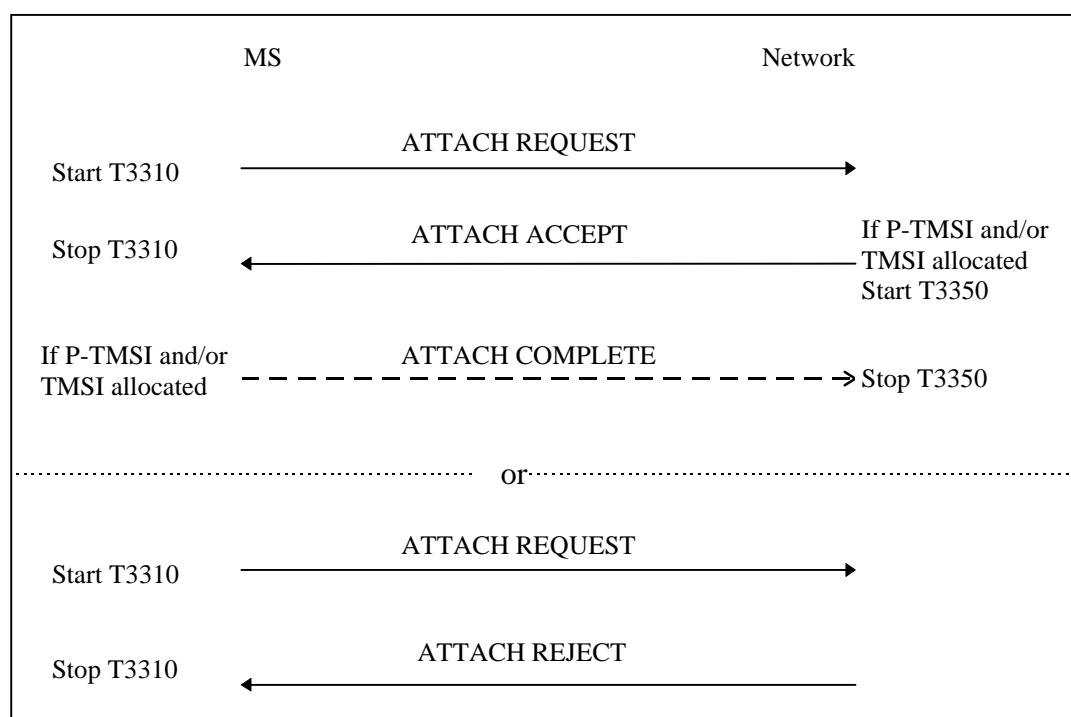 MS Network
ATTACH REQUEST
Start T3310
ATTACH ACCEPT
Stop T3310
If P-TMSI and/or
TMSI allocated
Start T3350
If P-TMSI and/or
TMSI allocated
ATTACH COMPLETE
Stop T3350
or
ATTACH REQUEST
Start T3310
ATTACH REJECT
Stop T3310